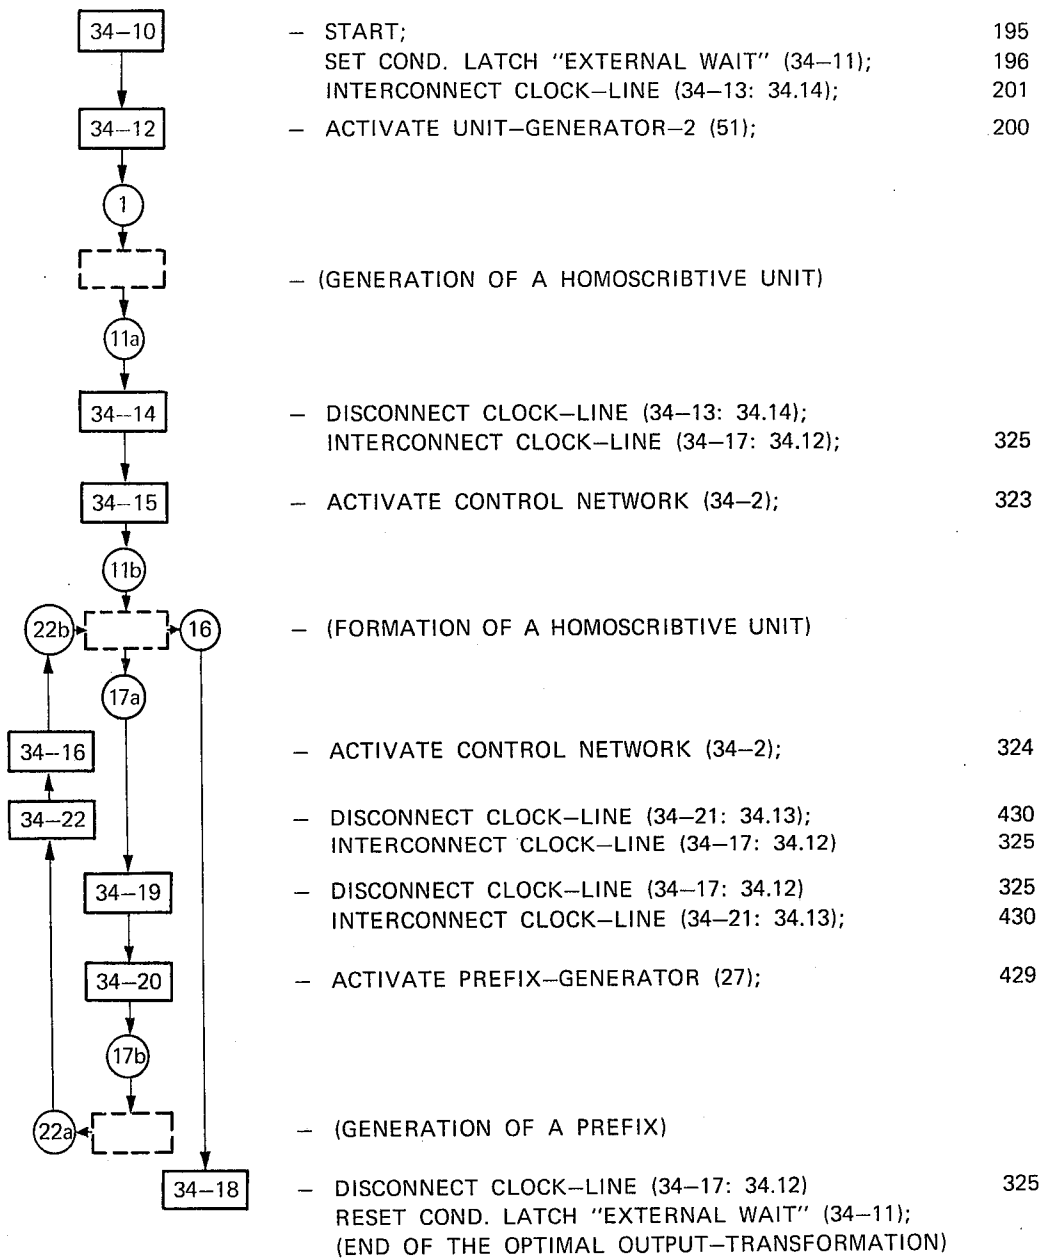 34–10 – START; 195
SET COND. LATCH "EXTERNAL WAIT" (34–11); 196
INTERCONNECT CLOCK–LINE (34–13: 34.14); 201
34–12 – ACTIVATE UNIT–GENERATOR–2 (51); 200
1
– (GENERATION OF A HOMOSCRIBTIVE UNIT)
11a
34–14 – DISCONNECT CLOCK–LINE (34–13: 34.14);
INTERCONNECT CLOCK–LINE (34–17: 34.12); 325
34–15 – ACTIVATE CONTROL NETWORK (34–2); 323
11b
22b 16 – (FORMATION OF A HOMOSCRIBTIVE UNIT)
17a
34–16 – ACTIVATE CONTROL NETWORK (34–2); 324
34–22 – DISCONNECT CLOCK–LINE (34–21: 34.13); 430
INTERCONNECT CLOCK–LINE (34–17: 34.12) 325
34–19 – DISCONNECT CLOCK–LINE (34–17: 34.12) 325
INTERCONNECT CLOCK–LINE (34–21: 34.13); 430
34–20 – ACTIVATE PREFIX–GENERATOR (27); 429
17b
22a – (GENERATION OF A PREFIX)
34–18 – DISCONNECT CLOCK–LINE (34–17: 34.12) 325
RESET COND. LATCH "EXTERNAL WAIT" (34–11);
(END OF THE OPTIMAL OUTPUT–TRANSFORMATION)